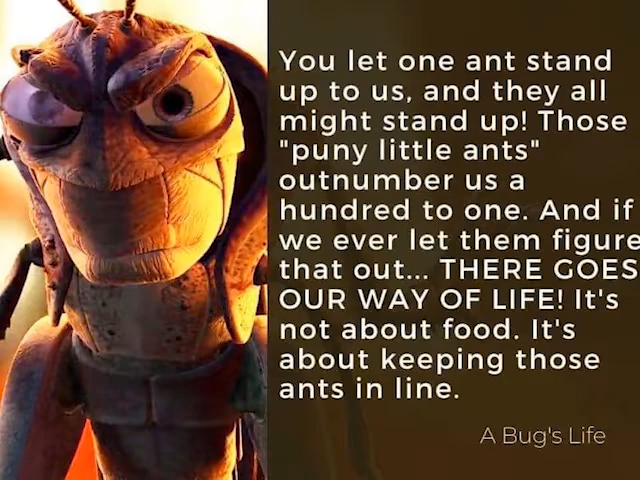 You let one ant stand
up to us, and they all
might stand up! Those
"puny little ants"
outnumber us a
hundred to one. And if
we ever let them figure
that out... THERE GOES
OUR WAY OF LIFE! It's
not about food. It's
about keeping those
ants in line.
A Bug's Life